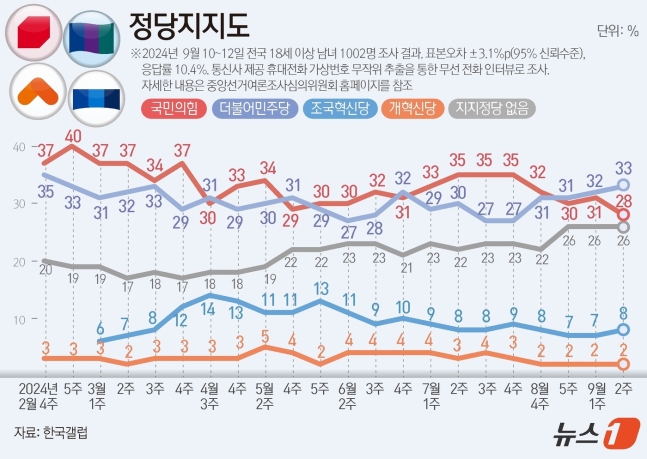 정당지지도
단위: %
※2024년 9월 10~12일 전국 18세 이상 남녀 1002명 조사 결과, 표본오차 ±3.1%p(95% 신뢰수준),
응답률 10.4%. 통신사 제공 휴대전화 가상번호 무작위 추출을 통한 무선 전화 인터뷰로 조사.
자세한 내용은 중앙선거여론조사심의위원회 홈페이지를 참조
국민의힘 더불어민주당 조국혁신당 개혁신당 지지정당 없음
40
30
20
10
37 40 37 37 34 37 30 33 34 29 30 30 32 31 33 35 35 35 32 30 31 28
35 33 31 32 33 29 31 29 30 31 29 27 28 32 29 30 27 27 31 31 32 33
20 19 19 17 18 17 18 18 19 22 22 23 23 21 23 22 23 23 22 26 26 26
6 7 8 12 14 13 11 11 13 11 9 10 9 8 8 9 8 7 7 8
3 3 3 2 3 3 3 3 5 4 2 4 4 4 4 3 4 3 2 2 2 2
2024년 5주 3월 2주 3주 4주 4월 4주 5월 4주 5주 6월 3주 4주 7월 2주 3주 4주 8월 5주 9월 2주
2월 4주 1주 3주 2주 2주 1주 4주 1주
자료: 한국갤럽
뉴스1